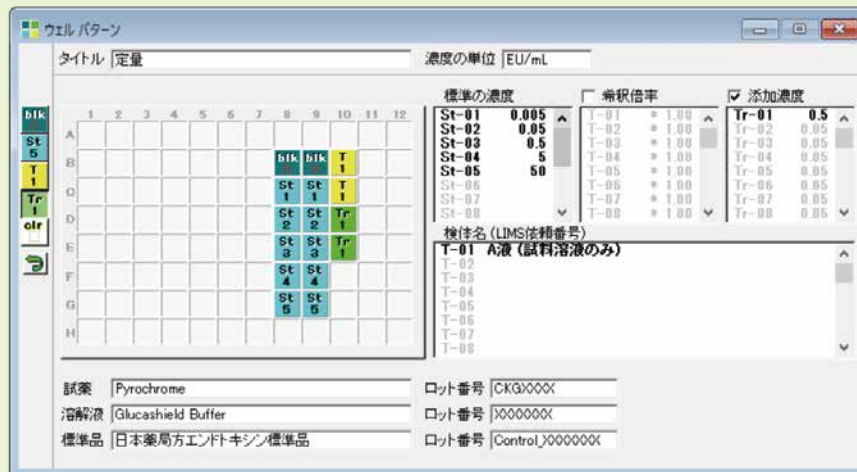 ウェル パターン
タイトル 定量 濃度の単位 EU/mL
標準の濃度 希釈倍率 添加濃度
blk
St 5
T 1
Tr 1
clr
1 2 3 4 5 6 7 8 9 10 11 12
A
B blk blk T 1
C St 1 St 1 T 1
D St 2 St 2 Tr 1
E St 3 St 3 Tr 1
F St 4 St 4
G St 5 St 5
H
St-01 0.005 T-01 * 1.00 Tr-01 0.5
St-02 0.05 T-02 * 1.00 Tr-02 0.05
St-03 0.5 T-03 * 1.00 Tr-03 0.05
St-04 5 T-04 * 1.00 Tr-04 0.05
St-05 50 T-05 * 1.00 Tr-05 0.05
St-06 T-06 * 1.00 Tr-06 0.05
St-07 T-07 * 1.00 Tr-07 0.05
St-08 T-08 * 1.00 Tr-08 0.05
検体名 (LIMS依頼番号)
T-01 A液 (試料溶液のみ)
T-02
T-03
T-04
T-05
T-06
T-07
T-08
試薬 Pyrochrome ロット番号 CKGXXXX
溶解液 Glucashield Buffer ロット番号 XXXXXXX
標準品 日本薬局方エンドトキシン標準品 ロット番号 Control_XXXXXXX